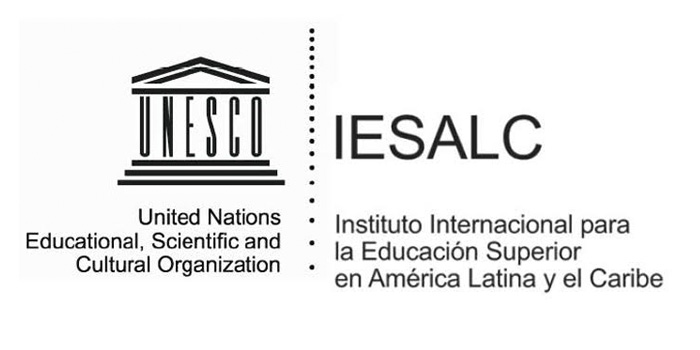 UNESCO
United Nations
Educational, Scientific and
Cultural Organization
IESALC
Instituto Internacional para
la Educación Superior
en América Latina y el Caribe